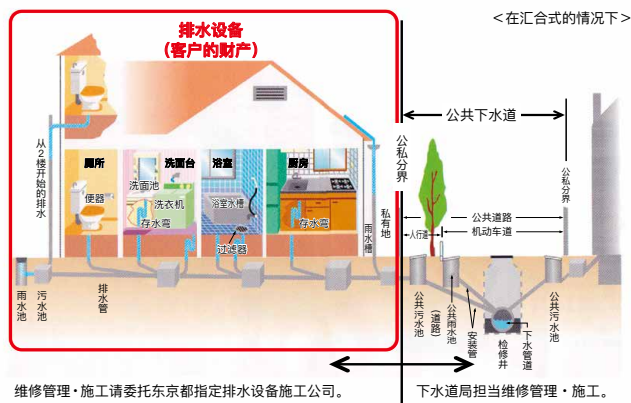 排水设备
（客户的财产）
＜在汇合式的情况下＞
公共下水道
公私分界
公私分界
从2楼开始的排水
厕所
洗面台
浴室
厨房
洗面池
便器
洗衣机
存水弯
浴室水槽
存水弯
过滤器
雨水槽
私有地
公共道路
人行道
机动车道
雨水池
污水池
排水管
公共污水池
公共雨水池
（道路）
安装管
检修井
下水管道
公共污水池
维修管理・施工请委托东京都指定排水设备施工公司。
下水道局担当维修管理・施工。